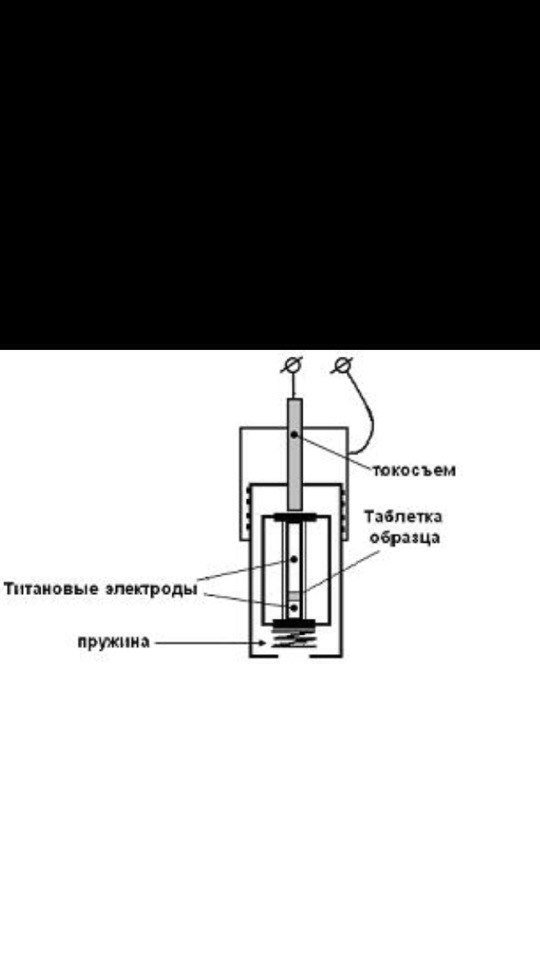 токосъем
Таблетка
образца
Титановые электроды
пружина